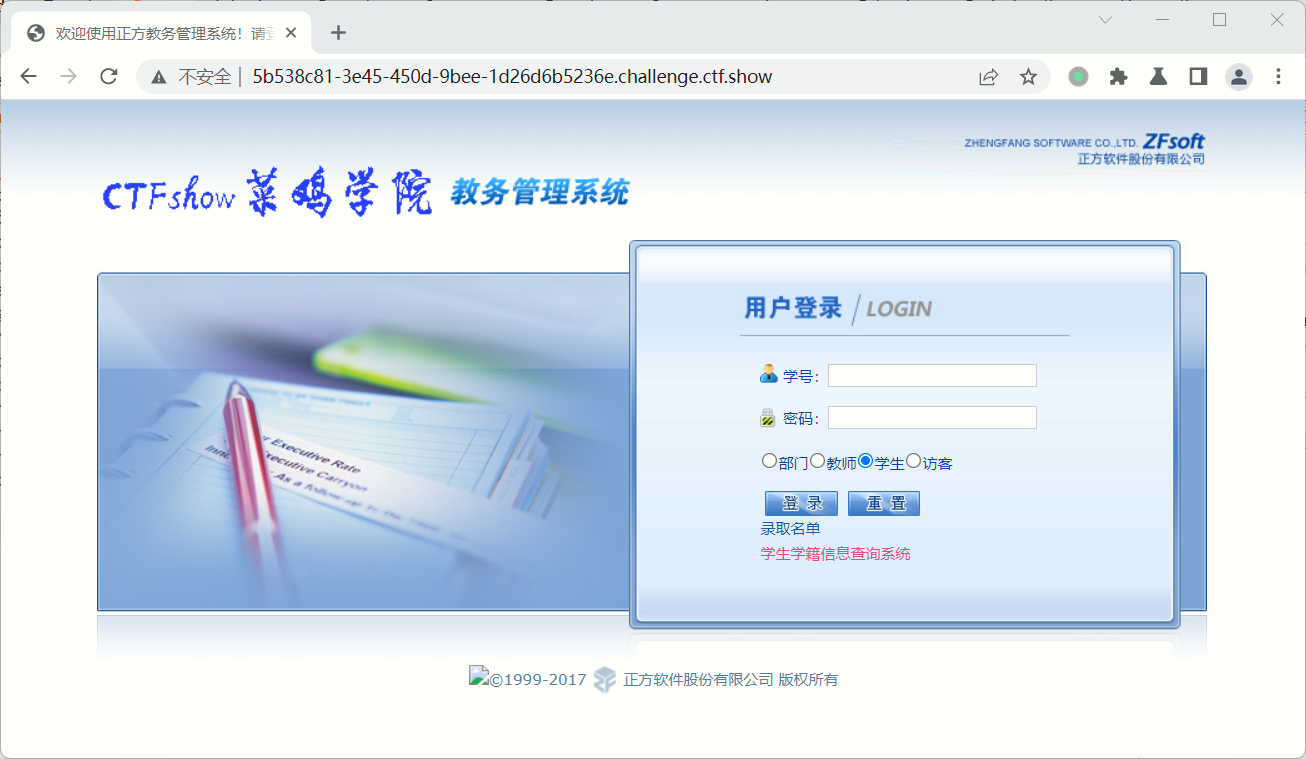 欢迎使用正方教务管理系统！请登
不安全 | 5b538c81-3e45-450d-9bee-1d26d6b5236e.challenge.ctf.show
ZHENGFANG SOFTWARE CO.,LTD. ZFsoft
正方软件股份有限公司
CTFshow 菜鸡学院 教务管理系统
用户登录 / LOGIN
学号：
密码：
部门 教师 学生 访客
登 录 重 置
录取名单
学生学籍信息查询系统
Executive Rate
Executive Carryon
As a follow-up to the
©1999-2017 正方软件股份有限公司 版权所有